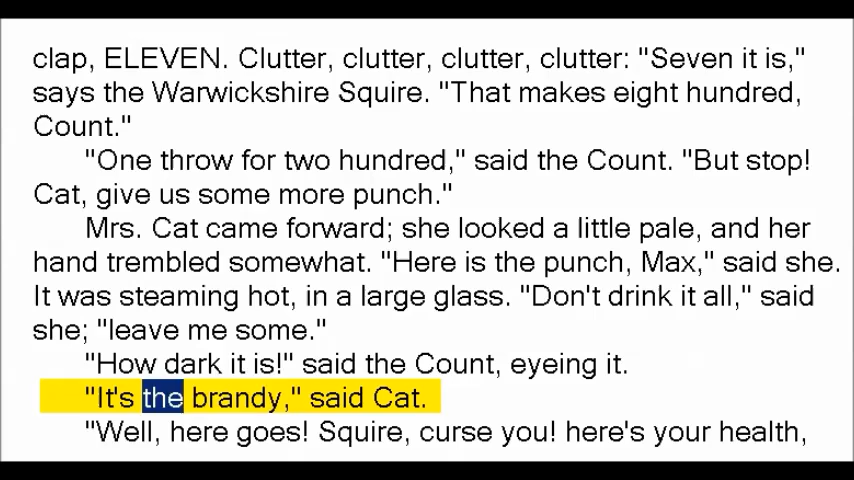 clap, ELEVEN. Clutter, clutter, clutter, clutter: "Seven it is,"
says the Warwickshire Squire. "That makes eight hundred,
Count."
"One throw for two hundred," said the Count. "But stop!
Cat, give us some more punch."
Mrs. Cat came forward; she looked a little pale, and her
hand trembled somewhat. "Here is the punch, Max," said she.
It was steaming hot, in a large glass. "Don't drink it all," said
she; "leave me some."
"How dark it is!" said the Count, eyeing it.
"It's the brandy," said Cat.
"Well, here goes! Squire, curse you! here's your health,